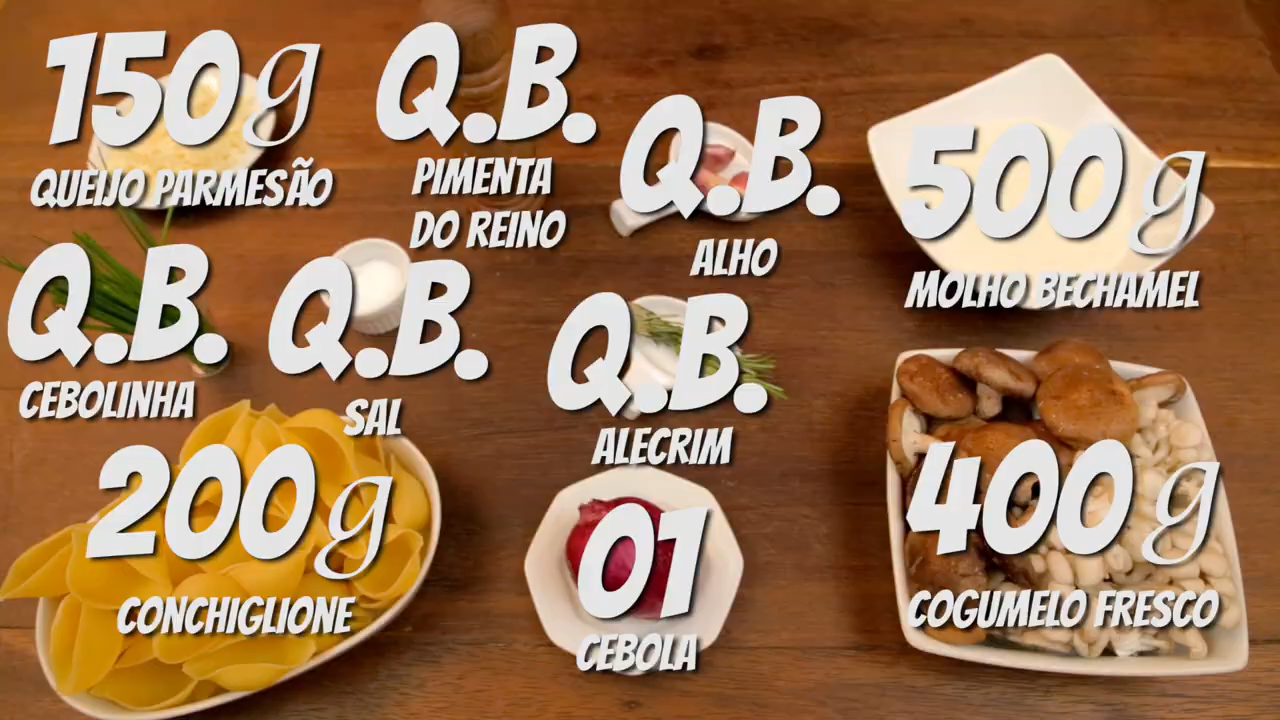 150g
QUEIJO PARMESÃO
Q.B.
PIMENTA
DO REINO
Q.B.
ALHO
500g
MOLHO BECHAMEL
Q.B.
CEBOLINHA
Q.B.
SAL
Q.B.
ALECRIM
200g
CONCHIGLIONE
01
CEBOLA
400g
COGUMELO FRESCO